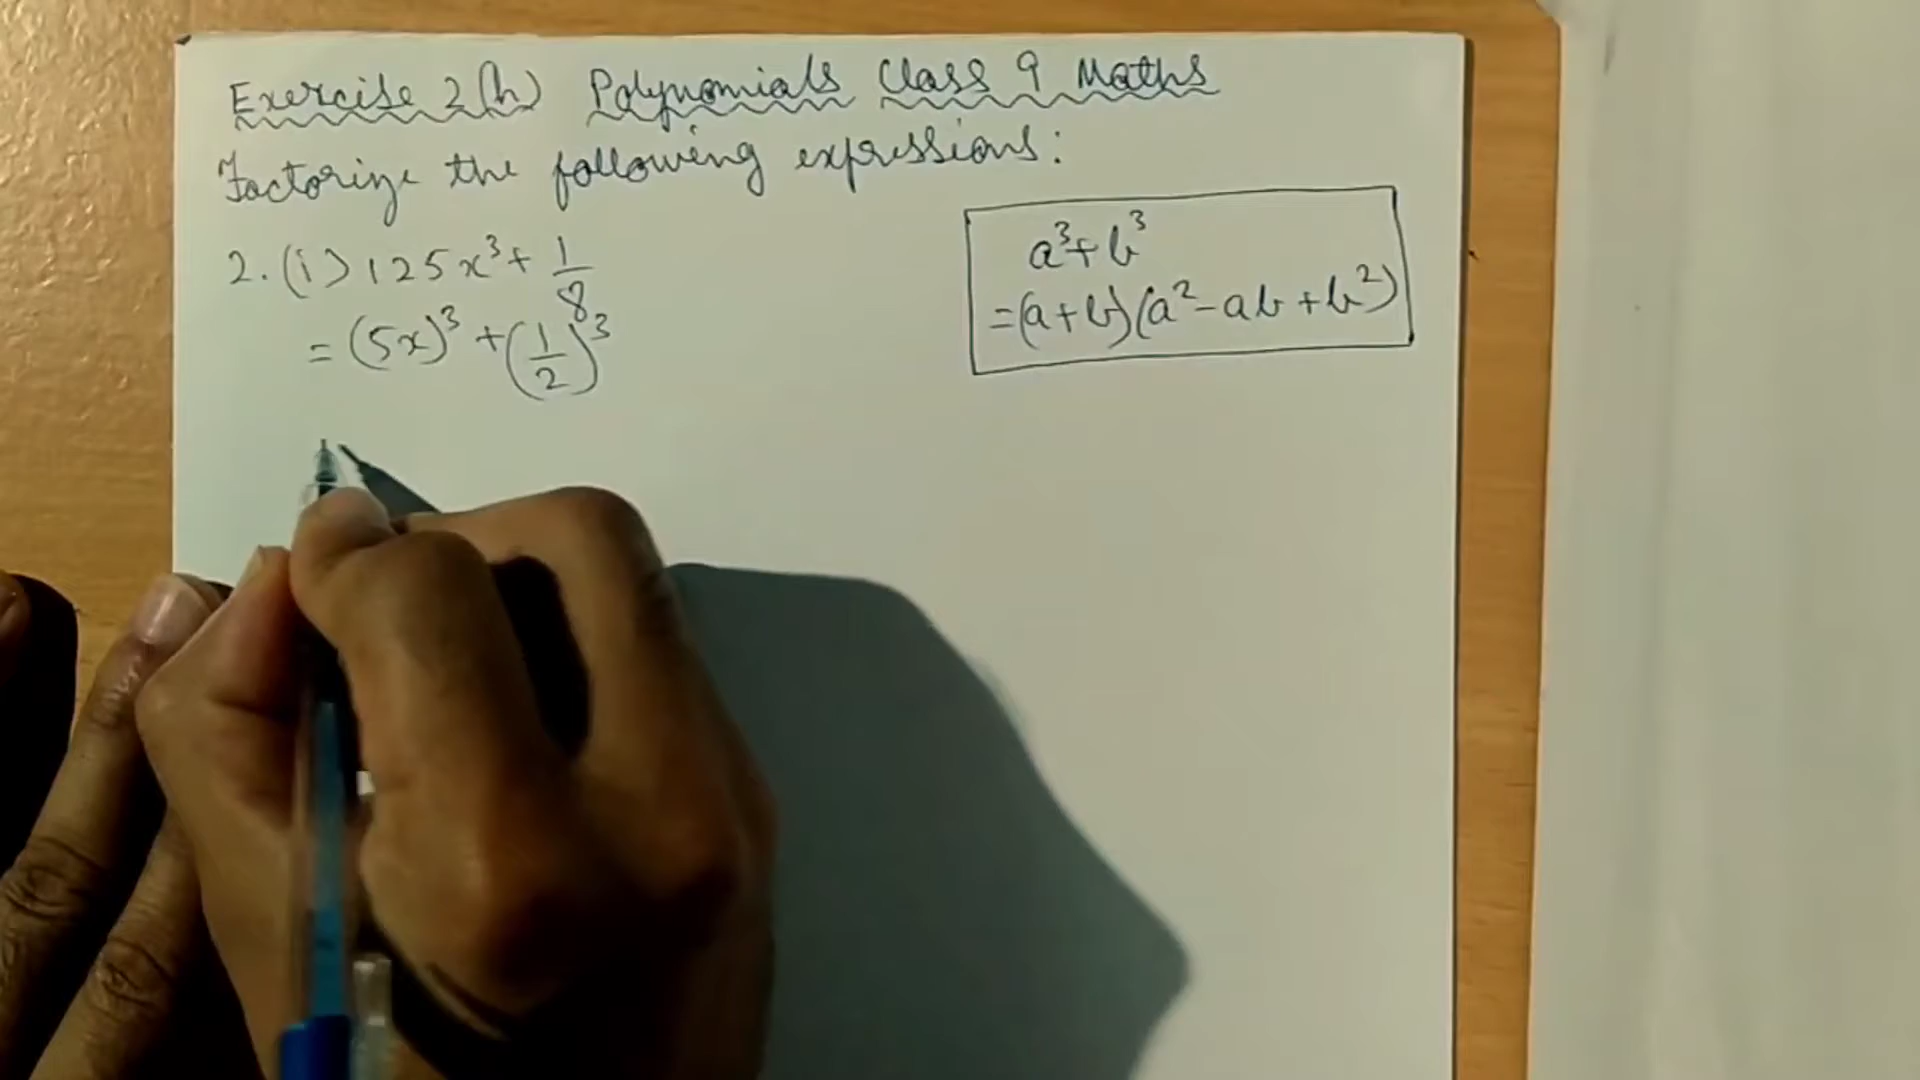 Exercise 2(h) Polynomials Class 9 Maths
Factorize the following expressions:
2. (i) 125x³ + 1/8
= (5x)³ + (1/2)³
a³+b³
=(a+b)(a²-ab+b²)